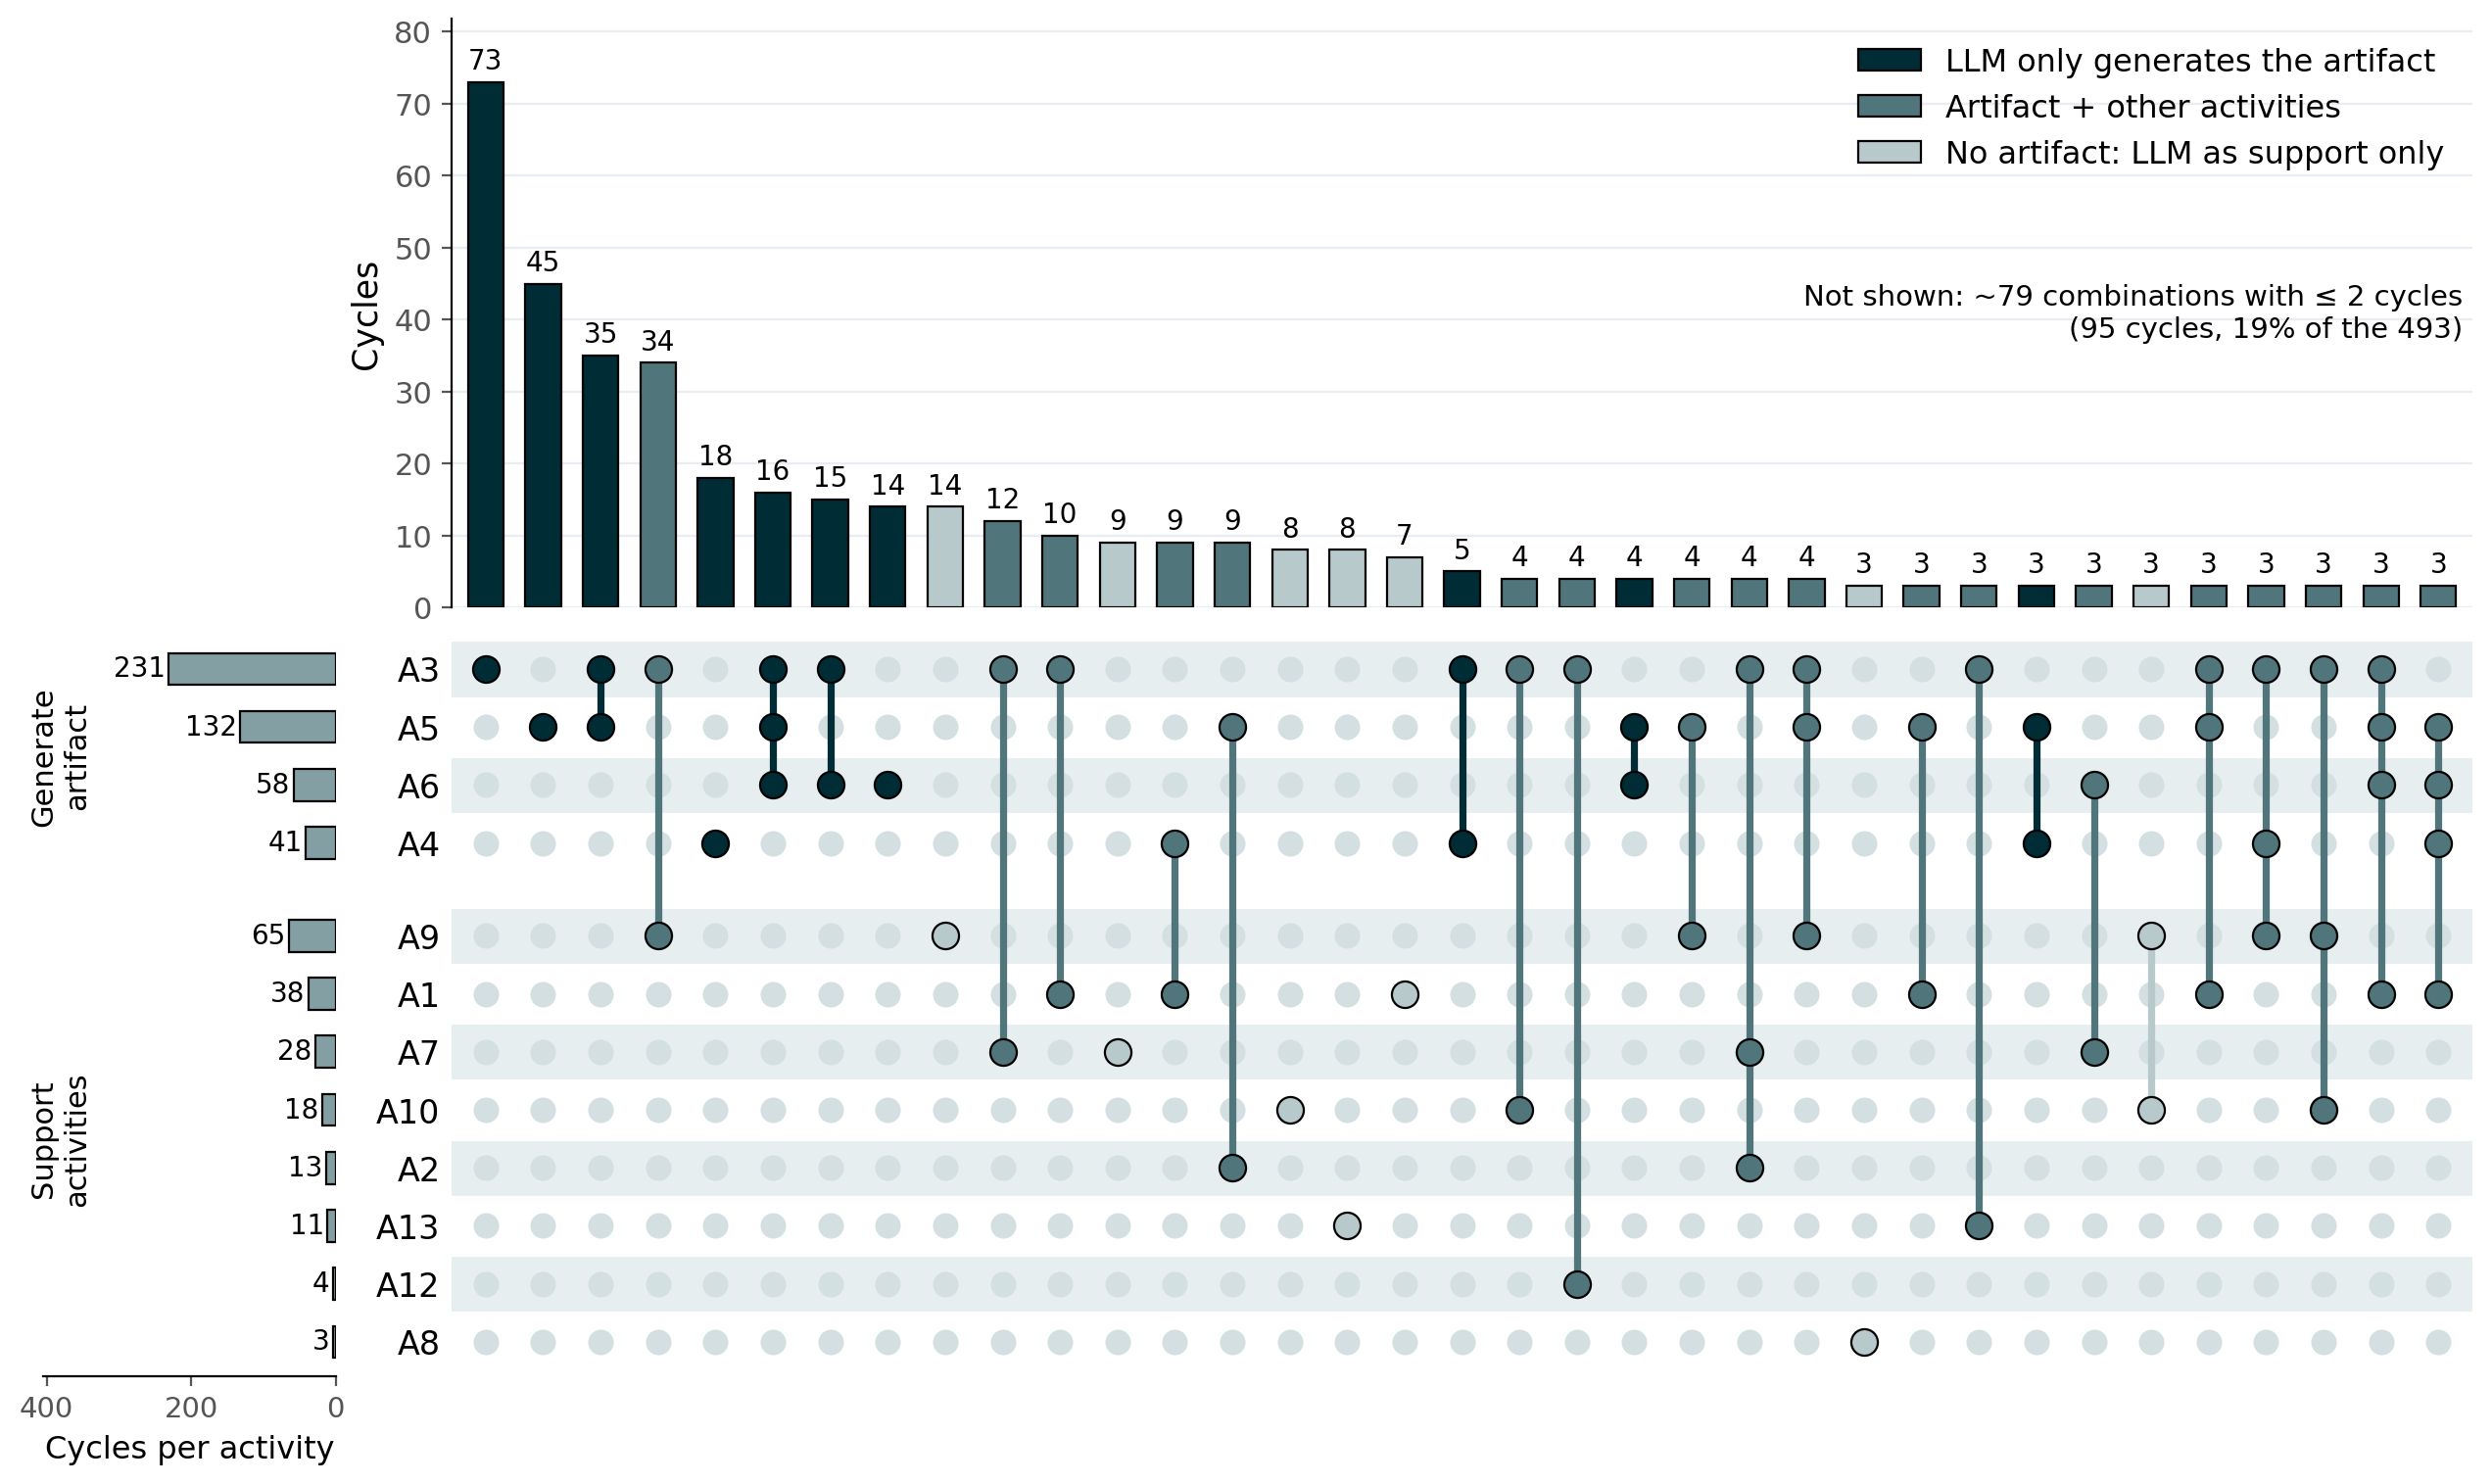 80
70
60
50
40
30
20
10
0
Cycles
73
45
35
34
18
16
15
14
14
12
10
9
9
9
8
8
7
5
4
4
4
4
4
4
3
3
3
3
3
3
3
3
3
3
3
LLM only generates the artifact
Artifact + other activities
No artifact: LLM as support only
Not shown: ~79 combinations with ≤ 2 cycles
(95 cycles, 19% of the 493)
Generate
artifact
231 A3
132 A5
58 A6
41 A4
Support
activities
65 A9
38 A1
28 A7
18 A10
13 A2
11 A13
4 A12
3 A8
400 200 0
Cycles per activity